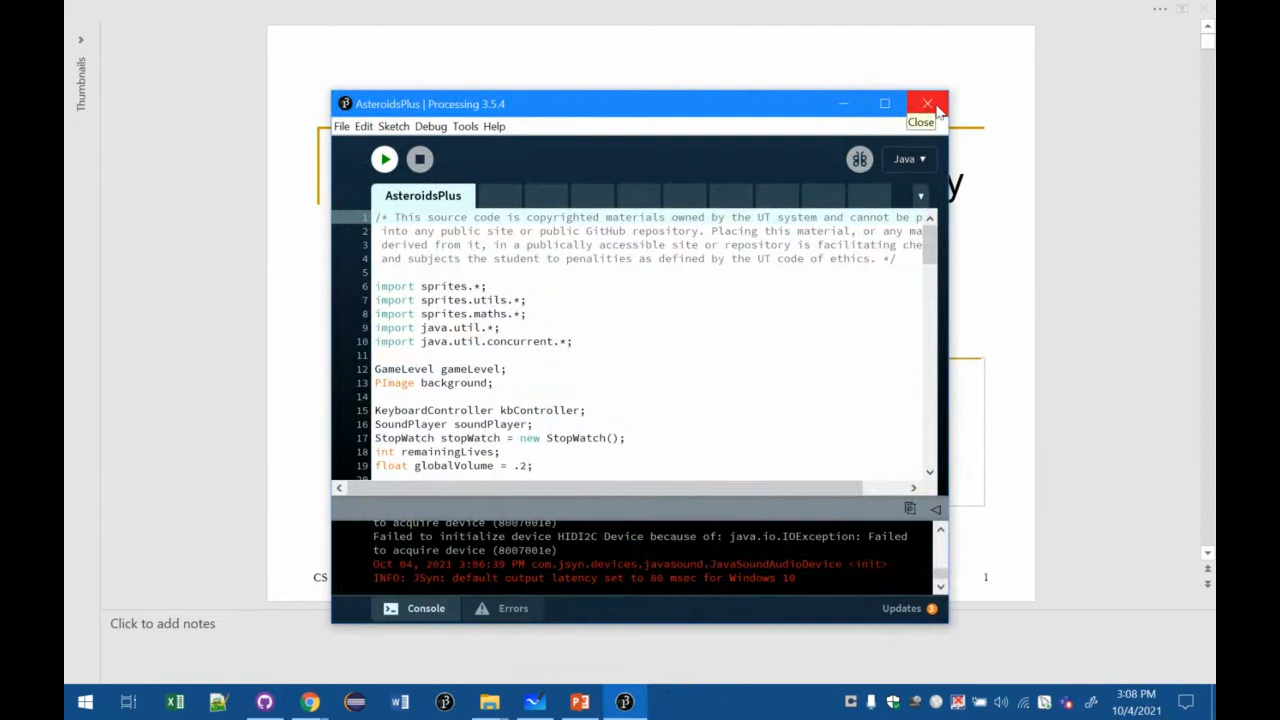 Thumbnails
AsteroidsPlus | Processing 3.5.4
Close
File Edit Sketch Debug Tools Help
Java ▾
AsteroidsPlus
y
1 /* This source code is copyrighted materials owned by the UT system and cannot be p
2 into any public site or public GitHub repository. Placing this material, or any ma
3 derived from it, in a publically accessible site or repository is facilitating che
4 and subjects the student to penalities as defined by the UT code of ethics. */
5
6 import sprites.*;
7 import sprites.utils.*;
8 import sprites.maths.*;
9 import java.util.*;
10 import java.util.concurrent.*;
11
12 GameLevel gameLevel;
13 PImage background;
14
15 KeyboardController kbController;
16 SoundPlayer soundPlayer;
17 StopWatch stopWatch = new StopWatch();
18 int remainingLives;
19 float globalVolume = .2;
to acquire device (8007001e)
Failed to initialize device HIDI2C Device because of: java.io.IOException: Failed
to acquire device (8007001e)
Oct 04, 2021 3:06:39 PM com.jsyn.devices.javasound.JavaSoundAudioDevice <init>
INFO: JSyn: default output latency set to 80 msec for Windows 10
CS
1
Console
Errors
Updates 3
Click to add notes
3:08 PM
10/4/2021